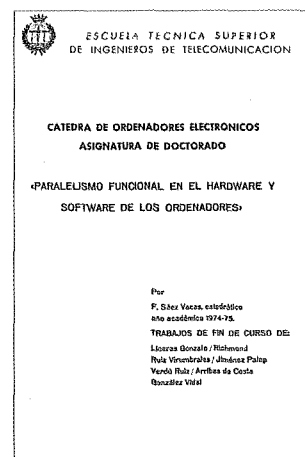 ESCUELA TECNICA SUPERIOR
DE INGENIEROS DE TELECOMUNICACION
CATEDRA DE ORDENADORES ELECTRONICOS
ASIGNATURA DE DOCTORADO
«PARALELISMO FUNCIONAL EN EL HARDWARE Y
SOFTWARE DE LOS ORDENADORES»
Por
F. Sáez Vacas, catedrático
año académico 1974-75.
TRABAJOS DE FIN DE CURSO DE:
Liceras Gonzalo / Richmond
Ruiz Virumbrales / Jiménez Palop
Verdú Ruiz / Arribas da Costa
González Vidal